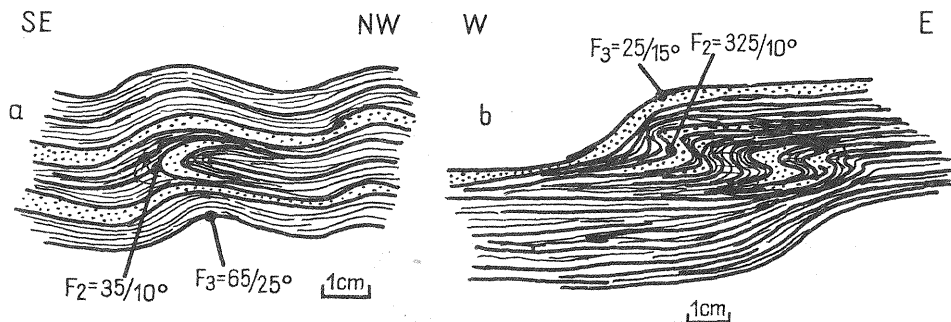 SE NW
a
F₂=35/10° F₃=65/25° 1cm
W E
F₃=25/15° F₂=325/10°
b
1cm